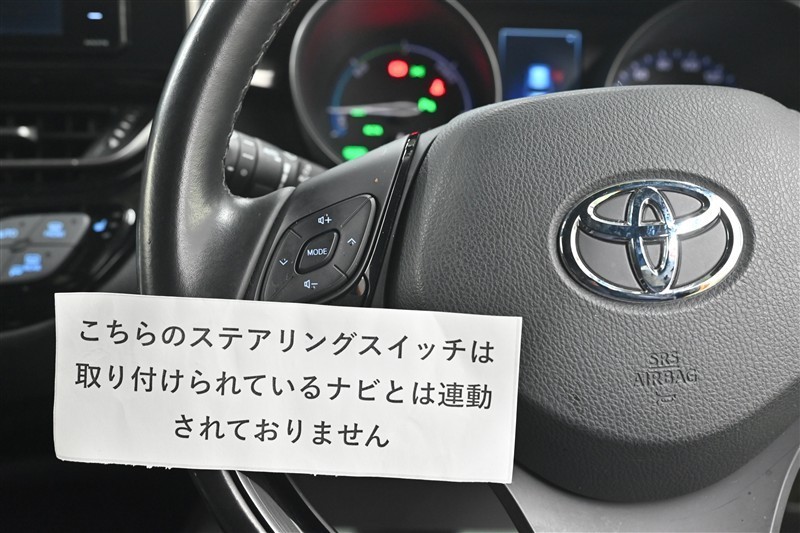 MODE
こちらのステアリングスイッチは
取り付けられているナビとは連動
されておりません
SRS
AIRBAG